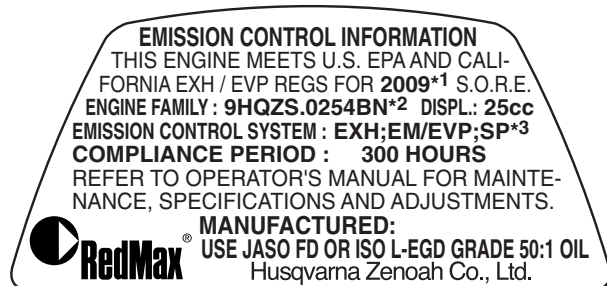 EMISSION CONTROL INFORMATION
THIS ENGINE MEETS U.S. EPA AND CALI-
FORNIA EXH / EVP REGS FOR 2009*1 S.O.R.E.
ENGINE FAMILY : 9HQZS.0254BN*2 DISPL.: 25cc
EMISSION CONTROL SYSTEM : EXH;EM/EVP;SP*3
COMPLIANCE PERIOD : 300 HOURS
REFER TO OPERATOR'S MANUAL FOR MAINTE-
NANCE, SPECIFICATIONS AND ADJUSTMENTS.
MANUFACTURED:
RedMax® USE JASO FD OR ISO L-EGD GRADE 50:1 OIL
Husqvarna Zenoah Co., Ltd.